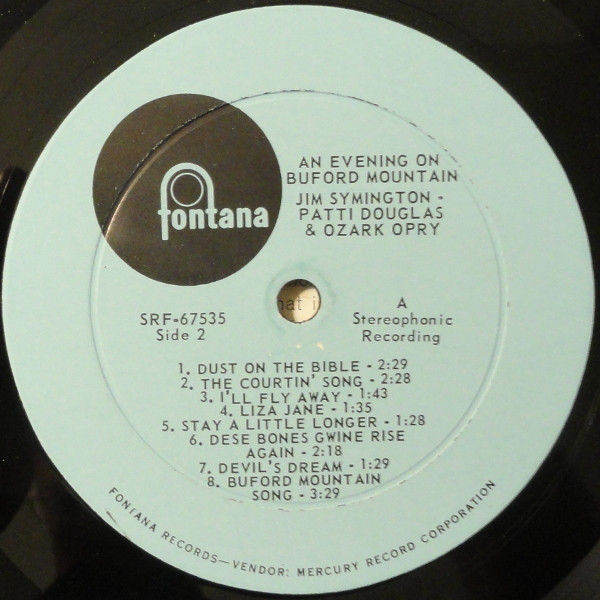 fontana
AN EVENING ON
BUFORD MOUNTAIN
JIM SYMINGTON -
PATTI DOUGLAS
& OZARK OPRY
SRF-67535
Side 2
A
Stereophonic
Recording
1. DUST ON THE BIBLE - 2:29
2. THE COURTIN' SONG - 2:28
3. I'LL FLY AWAY - 1:43
4. LIZA JANE - 1:35
5. STAY A LITTLE LONGER - 1:28
6. DESE BONES GWINE RISE
AGAIN - 2:18
7. DEVIL'S DREAM - 1:29
8. BUFORD MOUNTAIN
SONG - 3:29
FONTANA RECORDS—VENDOR: MERCURY RECORD CORPORATION